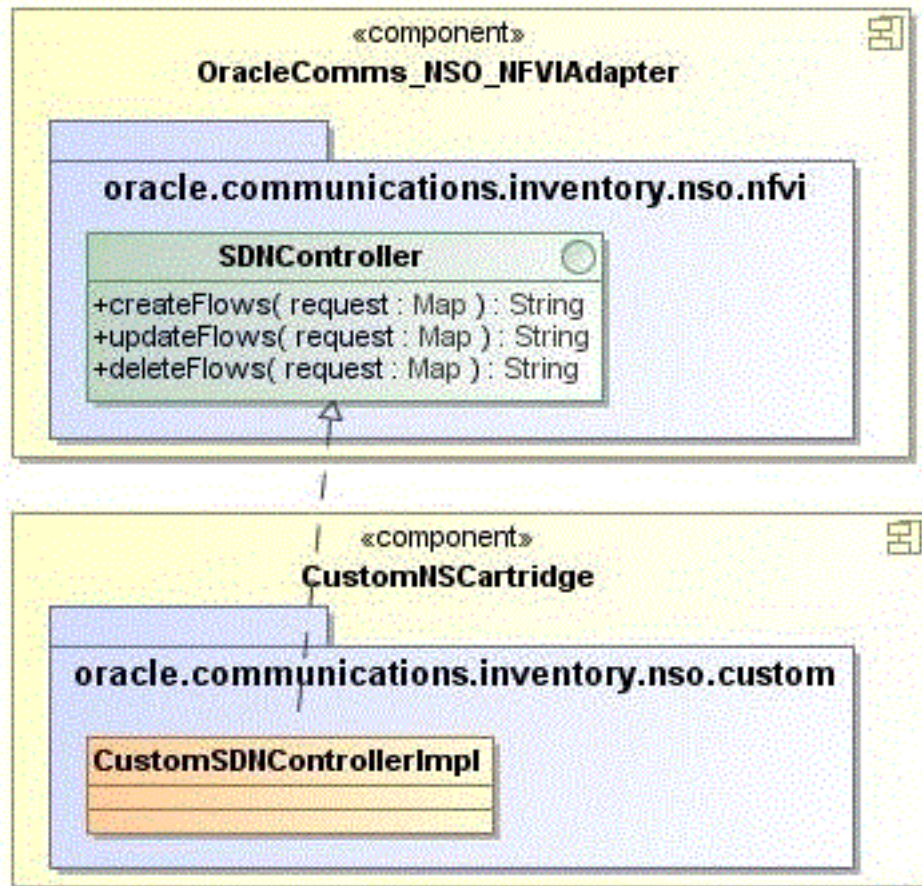 «component»
OracleComms_NSO_NFVIAdapter
oracle.communications.inventory.nso.nfvi
SDNController
+createFlows( request : Map ) : String
+updateFlows( request : Map ) : String
+deleteFlows( request : Map ) : String
«component»
CustomNSCartridge
oracle.communications.inventory.nso.custom
CustomSDNControllerImpl